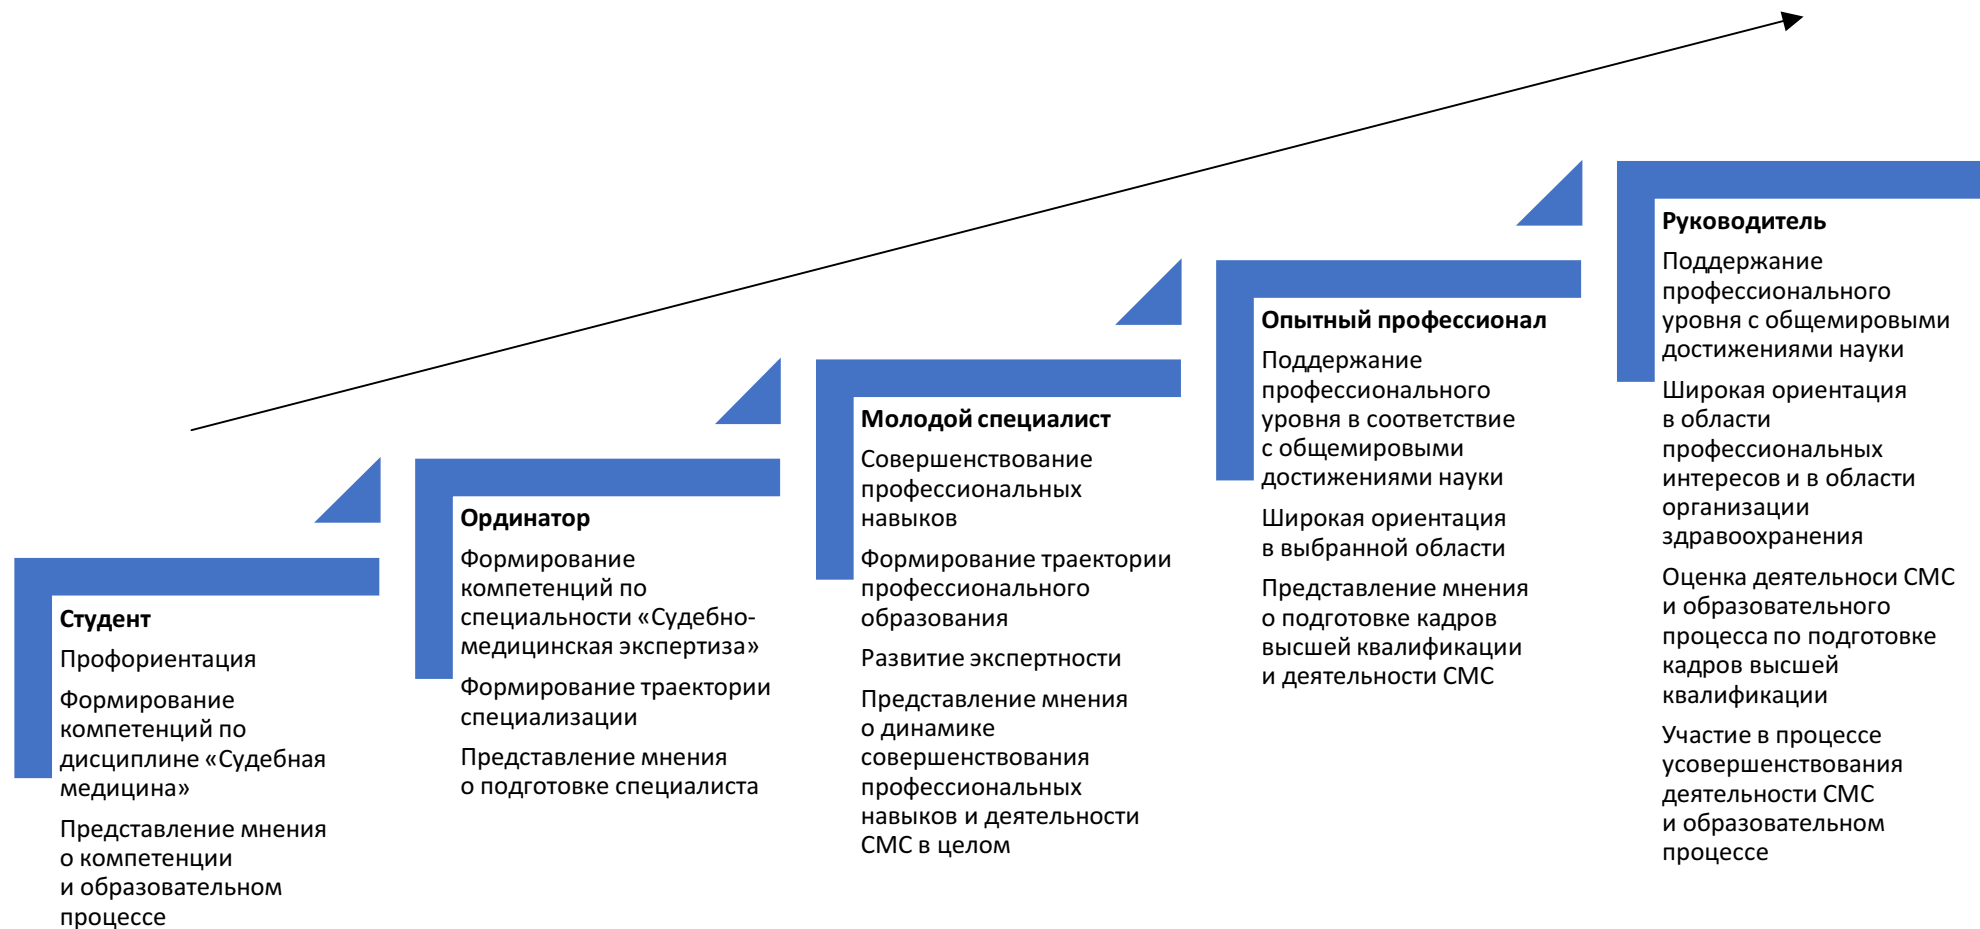 Студент
Профориентация
Формирование
компетенций по
дисциплине «Судебная
медицина»
Представление мнения
о компетенции
и образовательном
процессе
Ординатор
Формирование
компетенций по
специальности «Судебно-
медицинская экспертиза»
Формирование траектории
специализации
Представление мнения
о подготовке специалиста
Молодой специалист
Совершенствование
профессиональных
навыков
Формирование траектории
профессионального
образования
Развитие экспертности
Представление мнения
о динамике
совершенствования
профессиональных
навыков и деятельности
СМС в целом
Опытный профессионал
Поддержание
профессионального
уровня в соответствие
с общемировыми
достижениями науки
Широкая ориентация
в выбранной области
Представление мнения
о подготовке кадров
высшей квалификации
и деятельности СМС
Руководитель
Поддержание
профессионального
уровня с общемировыми
достижениями науки
Широкая ориентация
в области
профессиональных
интересов и в области
организации
здравоохранения
Оценка деятельноси СМС
и образовательного
процесса по подготовке
кадров высшей
квалификации
Участие в процессе
усовершенствования
деятельности СМС
и образовательном
процессе